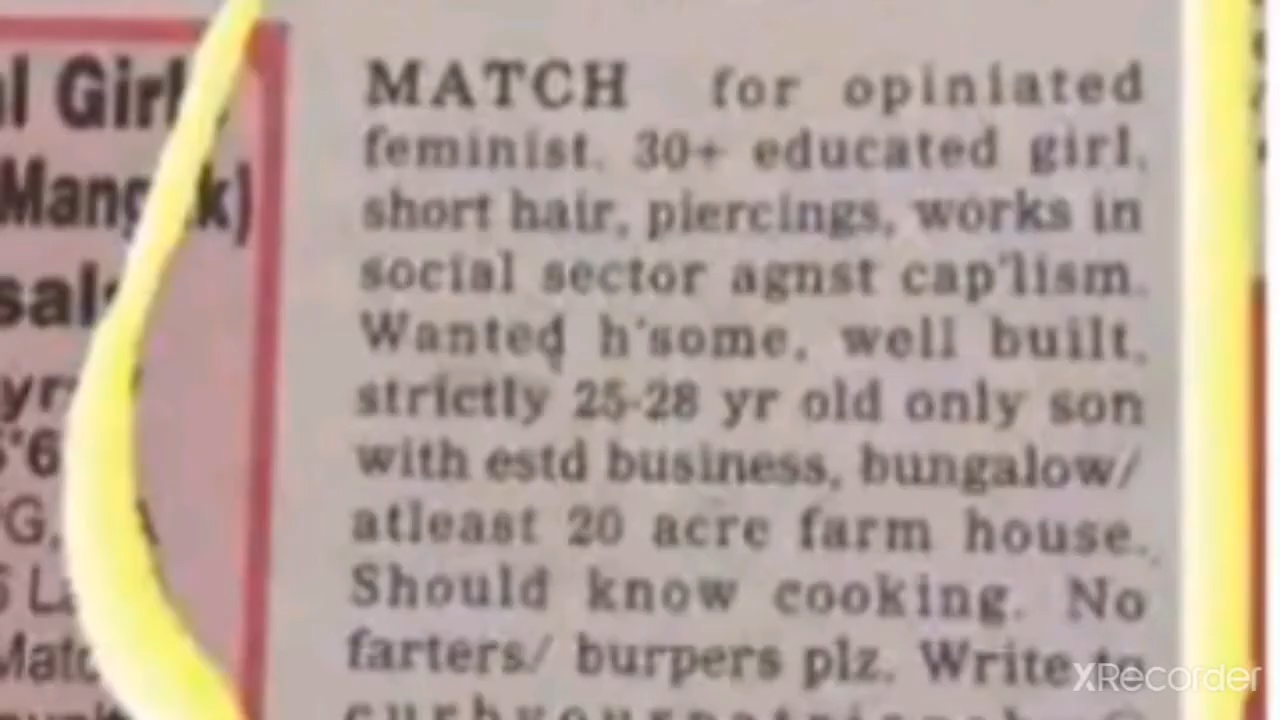 al Girl
sal
MATCH for opiniated
feminist. 30+ educated girl,
short hair, piercings, works in
social sector agnst cap'lism.
Wanted h'some, well built,
strictly 25-28 yr old only son
with estd business, bungalow/
atleast 20 acre farm house.
Should know cooking. No
farters/ burpers plz. Write to
XRecorder